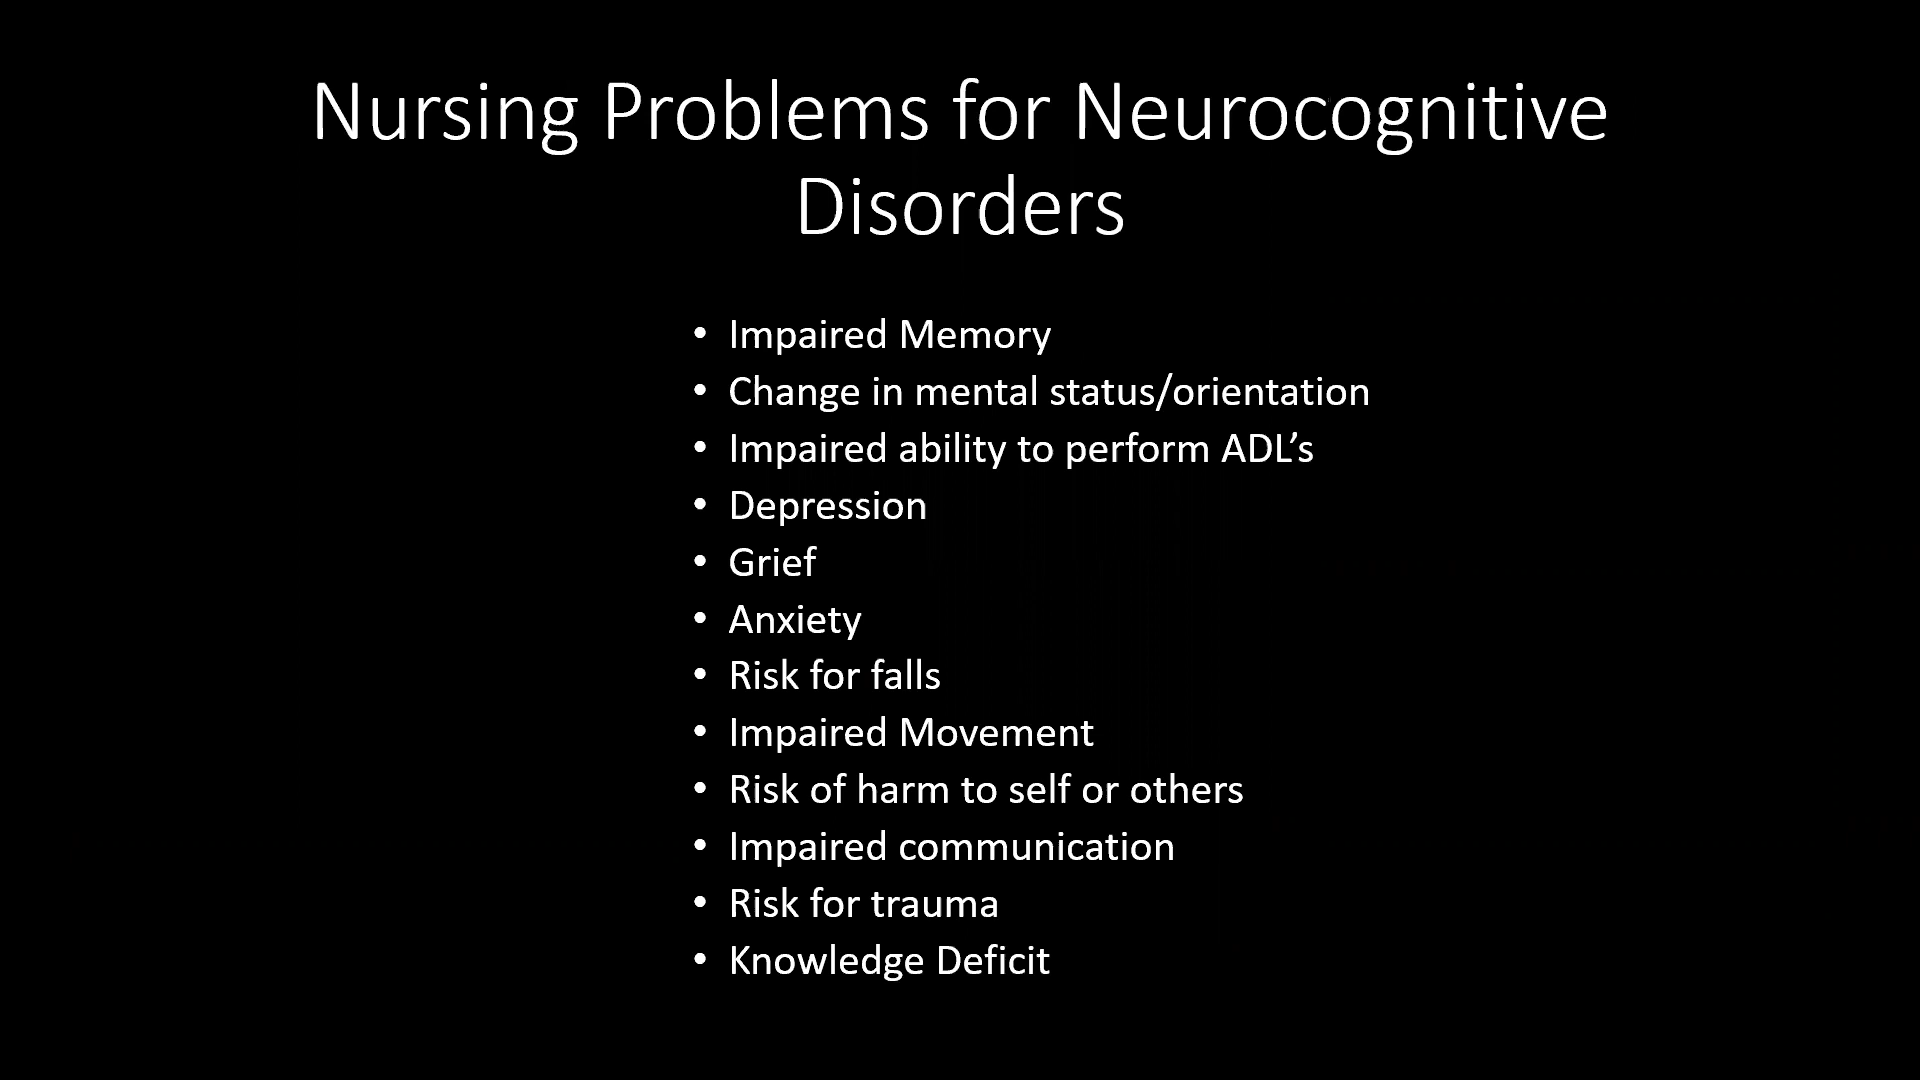 Nursing Problems for Neurocognitive
Disorders
• Impaired Memory
• Change in mental status/orientation
• Impaired ability to perform ADL’s
• Depression
• Grief
• Anxiety
• Risk for falls
• Impaired Movement
• Risk of harm to self or others
• Impaired communication
• Risk for trauma
• Knowledge Deficit